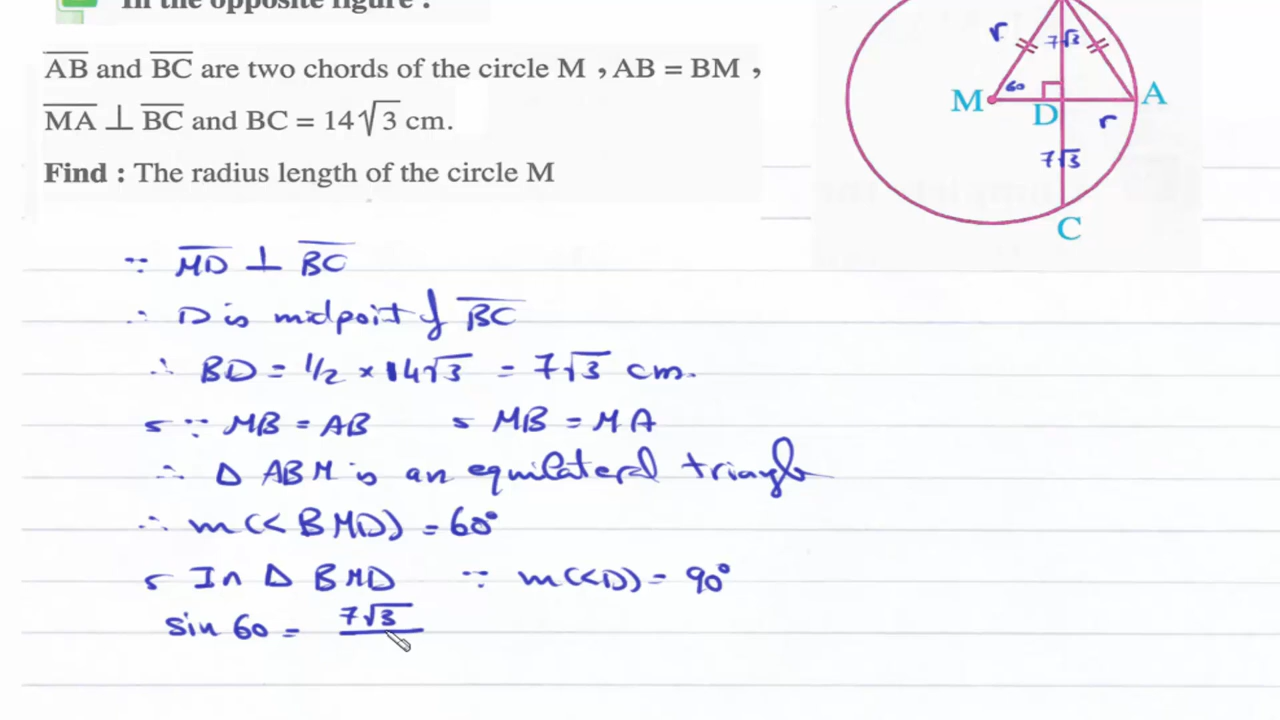 In the opposite figure :
AB and BC are two chords of the circle M , AB = BM ,
MA ⊥ BC and BC = 14√3 cm.
Find : The radius length of the circle M
r
7√3
60
M
D
A
r
7√3
C
∵ MD ⊥ BC
∴ D is midpoit of BC
∴ BD = 1/2 × 14√3 = 7√3 cm.
, ∵ MB = AB , MB = MA
∴ Δ ABM is an equilateral triangle
∴ m(< BMD) = 60°
, In Δ BMD ∵ m(<D) = 90°
Sin 60 = 7√3